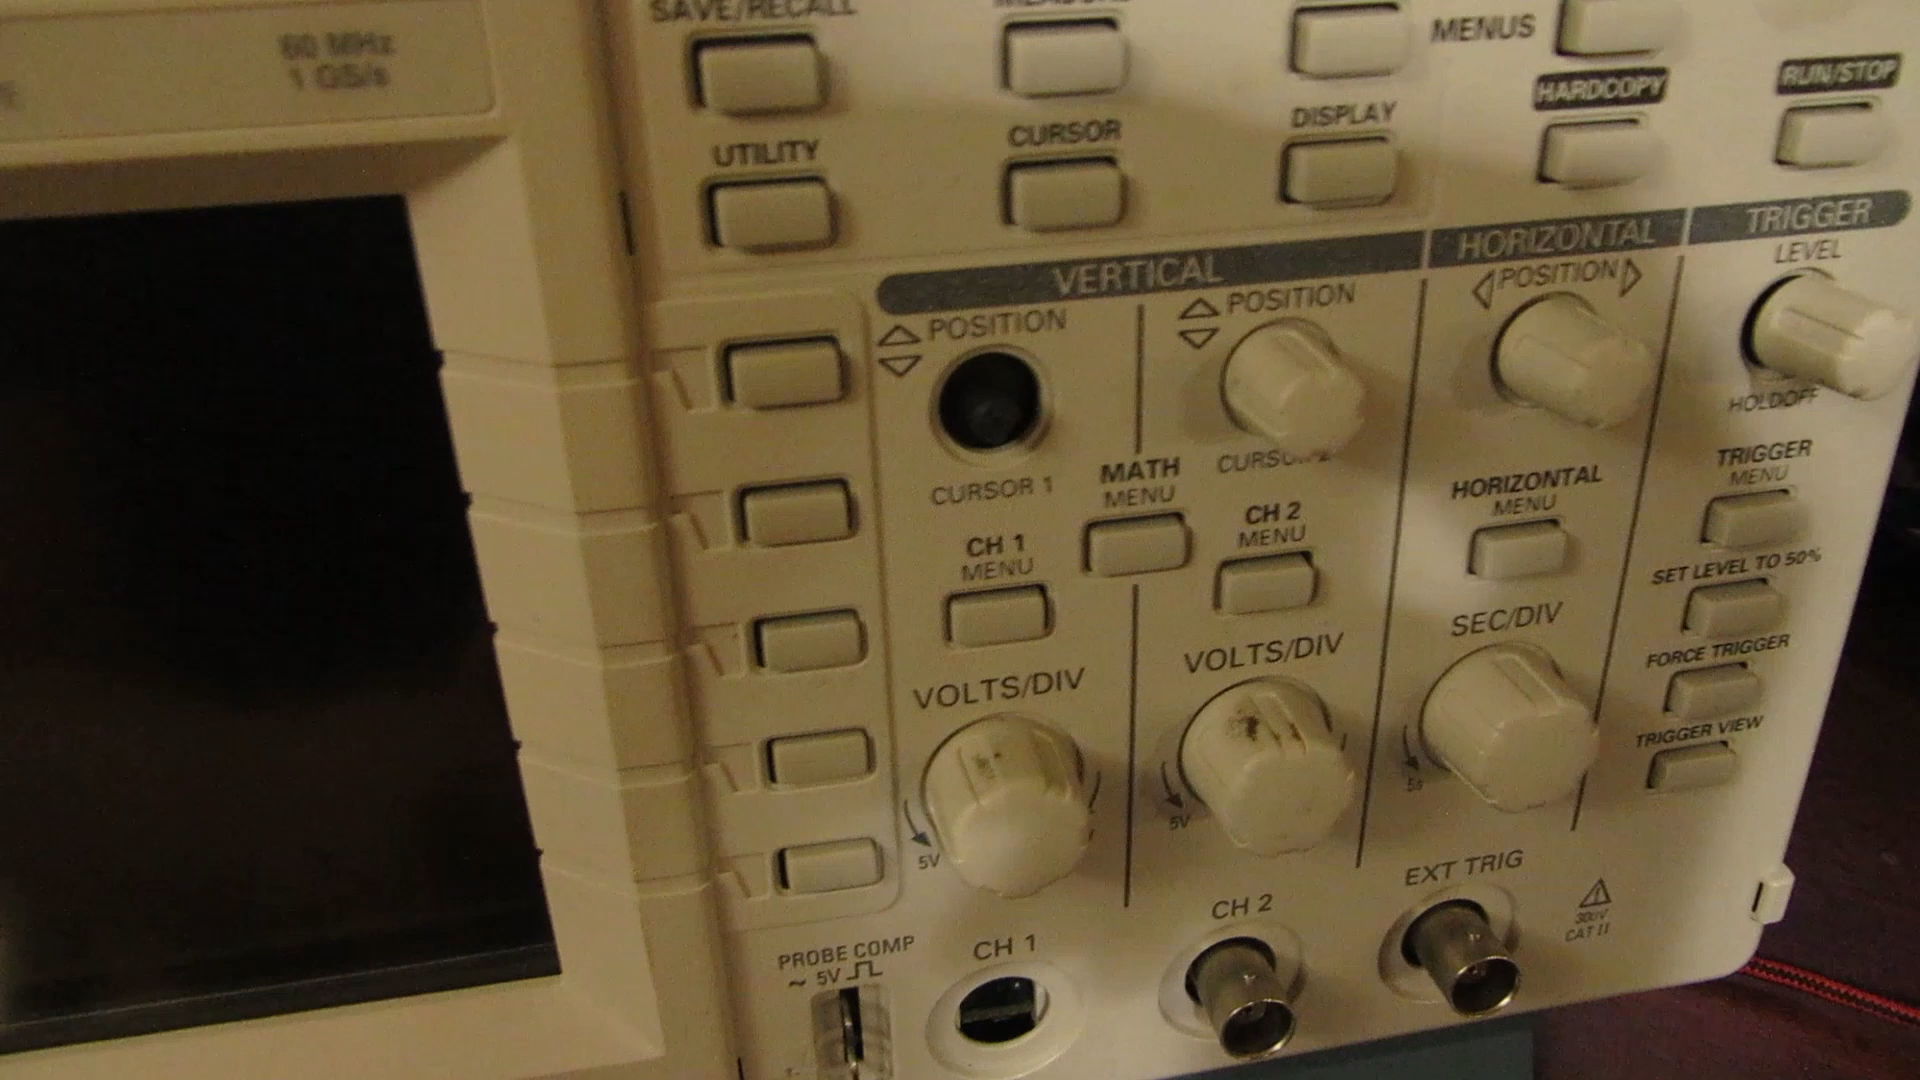 60 MHz
1 GS/s
SAVE/RECALL
MENUS
HARDCOPY
RUN/STOP
UTILITY
CURSOR
DISPLAY
VERTICAL
HORIZONTAL
TRIGGER
POSITION
POSITION
POSITION
LEVEL
HOLDOFF
CURSOR 1
CURSOR 2
MATH
MENU
CH 1
MENU
CH 2
MENU
HORIZONTAL
MENU
TRIGGER
MENU
SET LEVEL TO 50%
FORCE TRIGGER
TRIGGER VIEW
VOLTS/DIV
VOLTS/DIV
SEC/DIV
5V
5V
5s
PROBE COMP
~ 5V
CH 1
CH 2
EXT TRIG
300V
CAT II